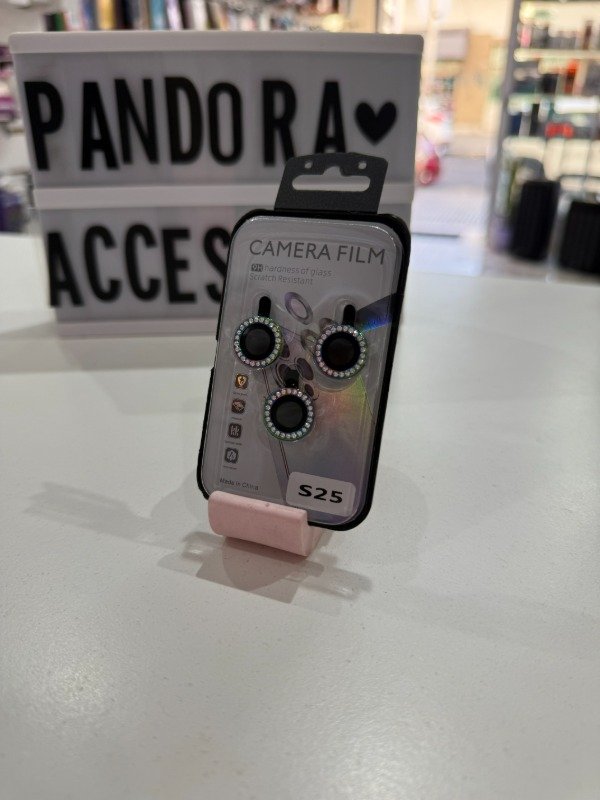 PANDORA♥
ACCES
CAMERA FILM
9H hardness of glass
Scratch Resistant
Made in China
S25